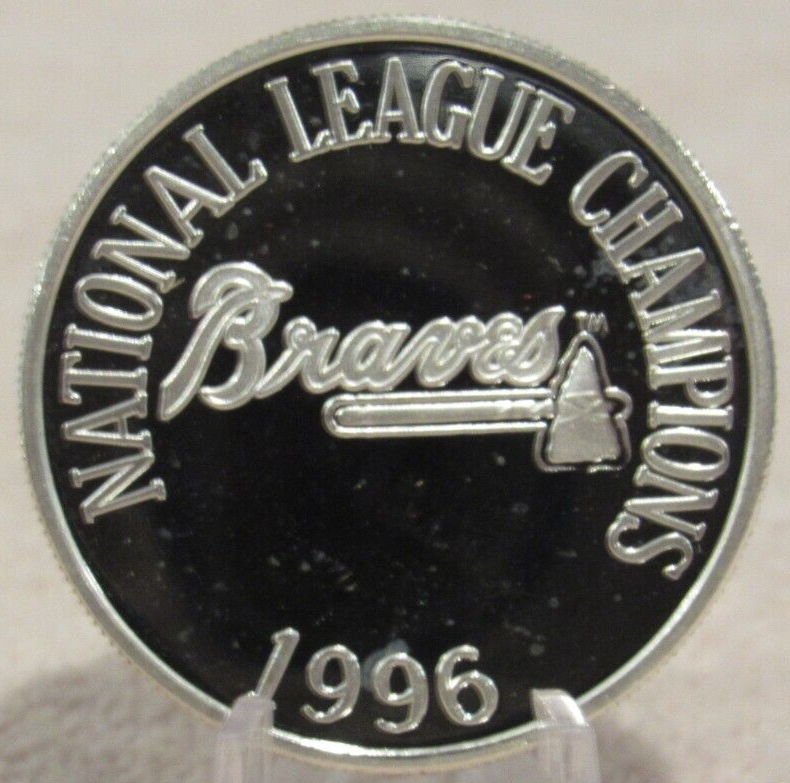 NATIONAL LEAGUE CHAMPIONS
Braves TM
1996